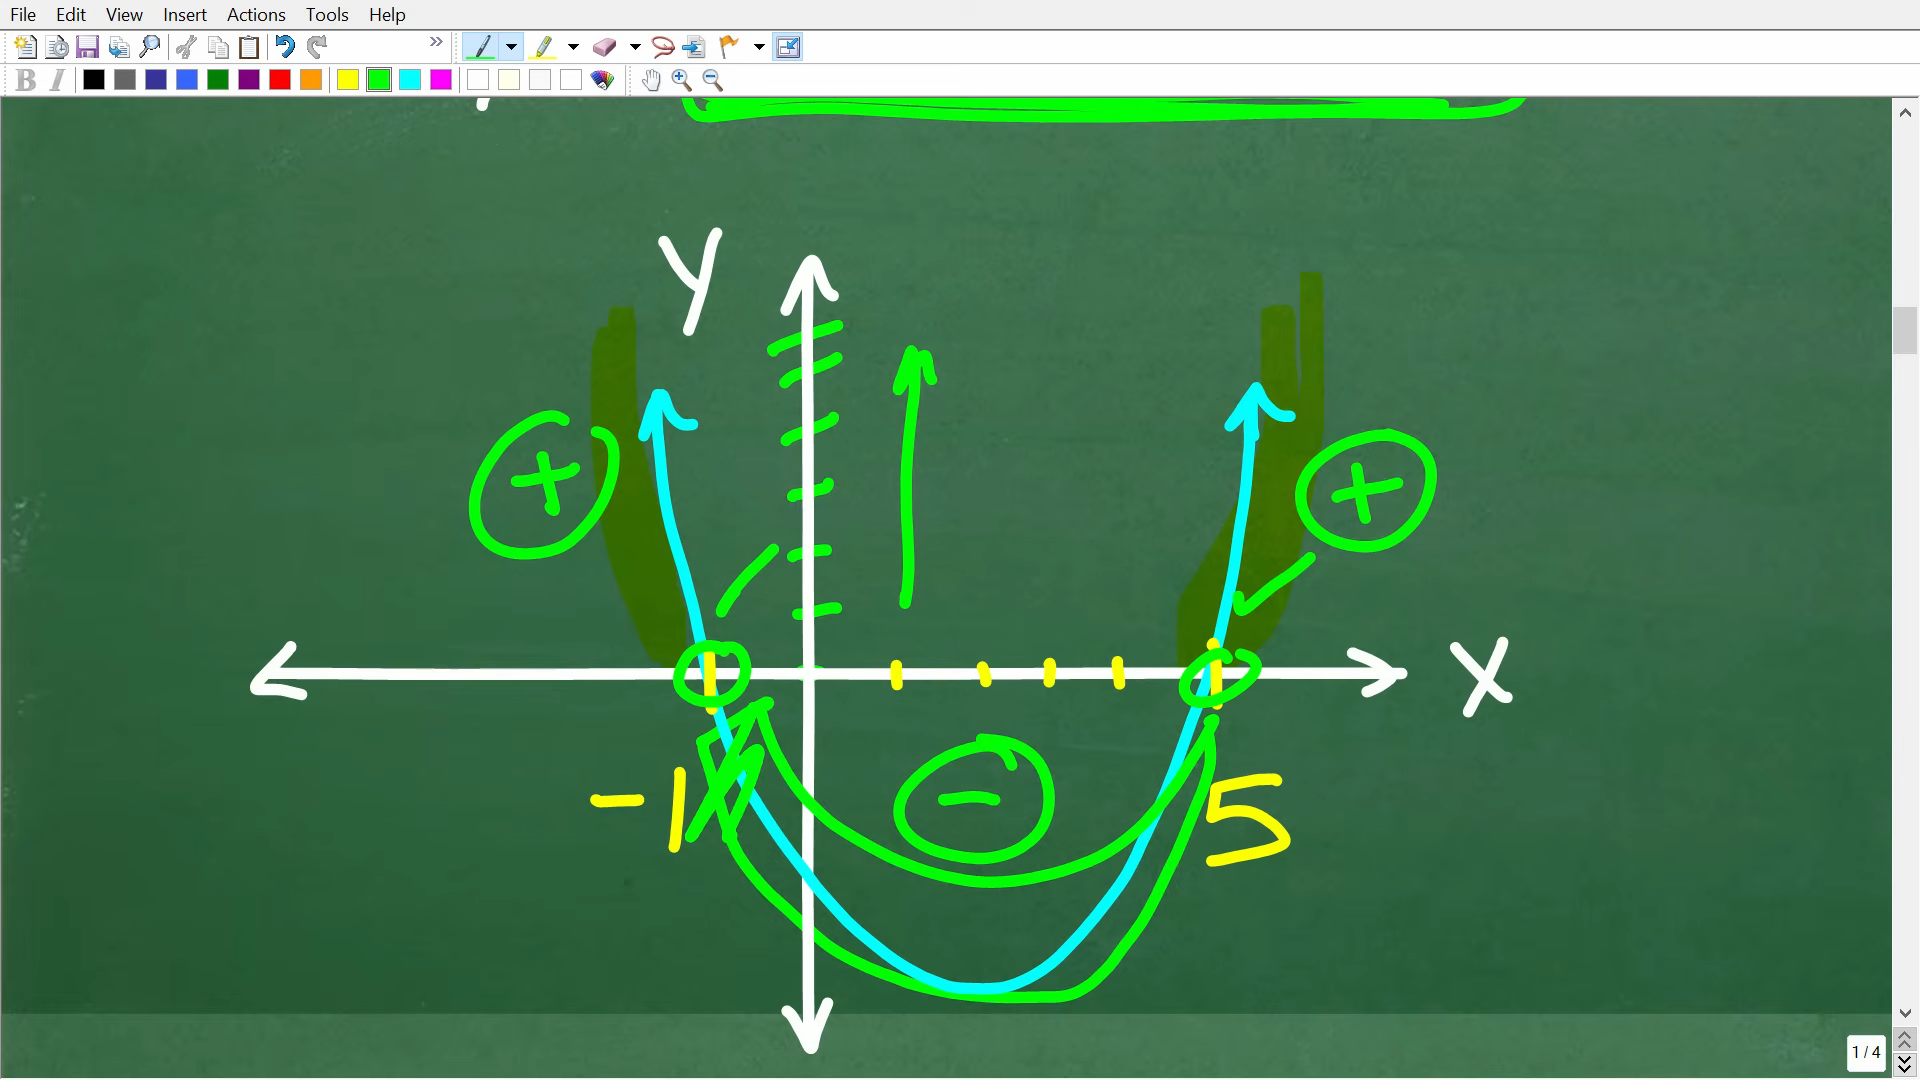 File Edit View Insert Actions Tools Help
B I
y
+ +
x
-1 - 5
1 / 4